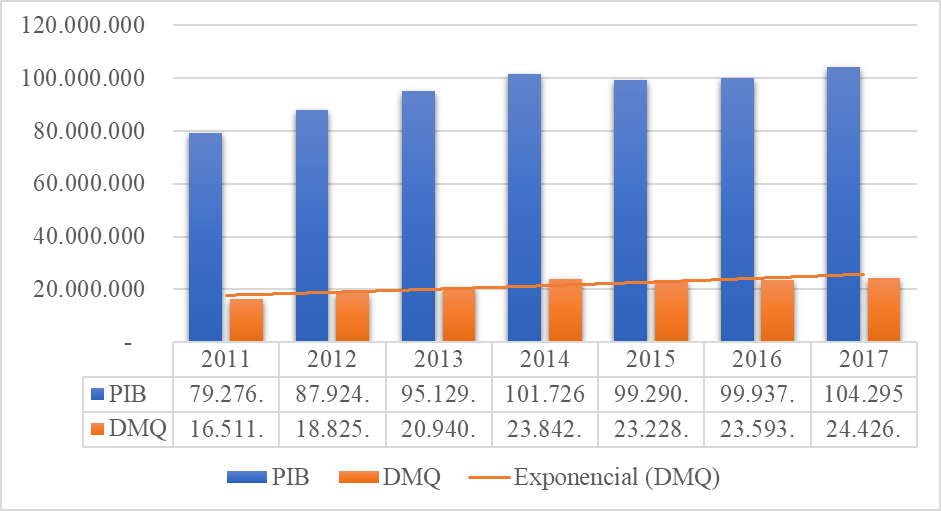 120.000.000
100.000.000
80.000.000
60.000.000
40.000.000
20.000.000
-
2011 2012 2013 2014 2015 2016 2017
PIB 79.276. 87.924. 95.129. 101.726 99.290. 99.937. 104.295
DMQ 16.511. 18.825. 20.940. 23.842. 23.228. 23.593. 24.426.
PIB DMQ Exponencial (DMQ)